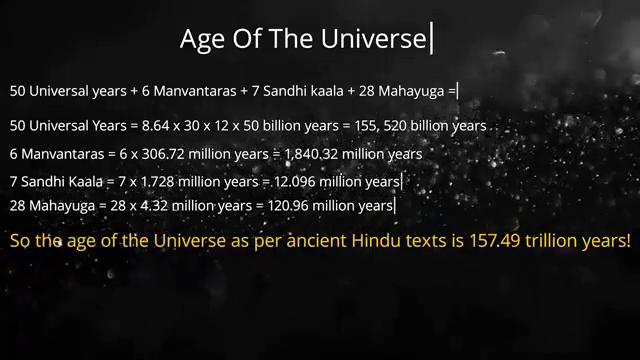 Age Of The Universe|
50 Universal years + 6 Manvantaras + 7 Sandhi kaala + 28 Mahayuga =|
50 Universal Years = 8.64 x 30 x 12 x 50 billion years = 155, 520 billion years
6 Manvantaras = 6 x 306.72 million years = 1,840.32 million years
7 Sandhi Kaala = 7 x 1.728 million years = 12.096 million years|
28 Mahayuga = 28 x 4.32 million years = 120.96 million years|
So the age of the Universe as per ancient Hindu texts is 157.49 trillion years!